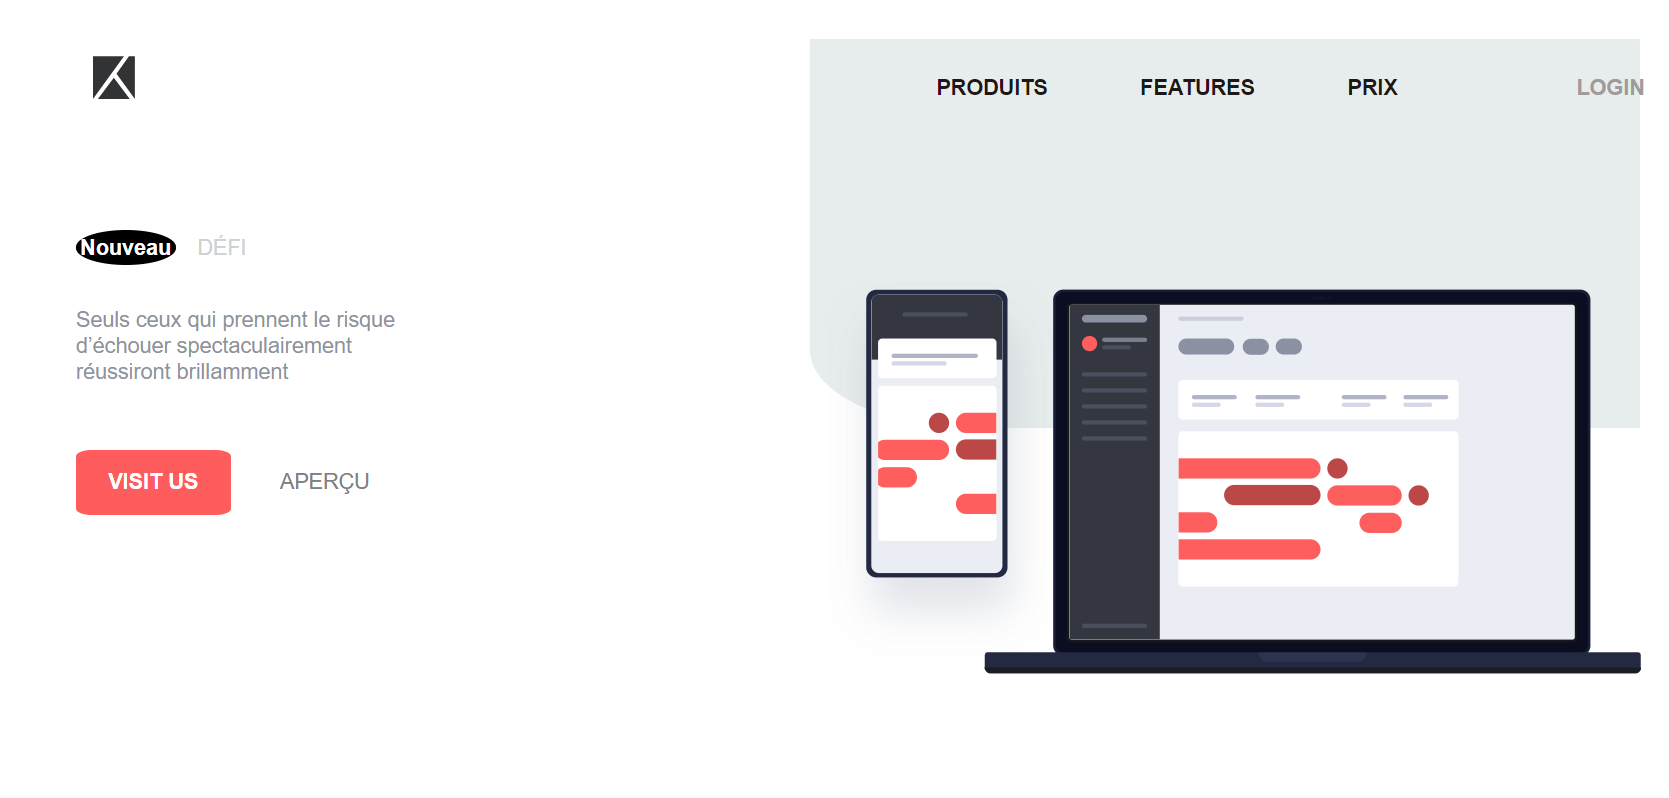 PRODUITS FEATURES PRIX LOGIN
Nouveau DÉFI
Seuls ceux qui prennent le risque
d’échouer spectaculairement
réussiront brillamment
VISIT US APERÇU